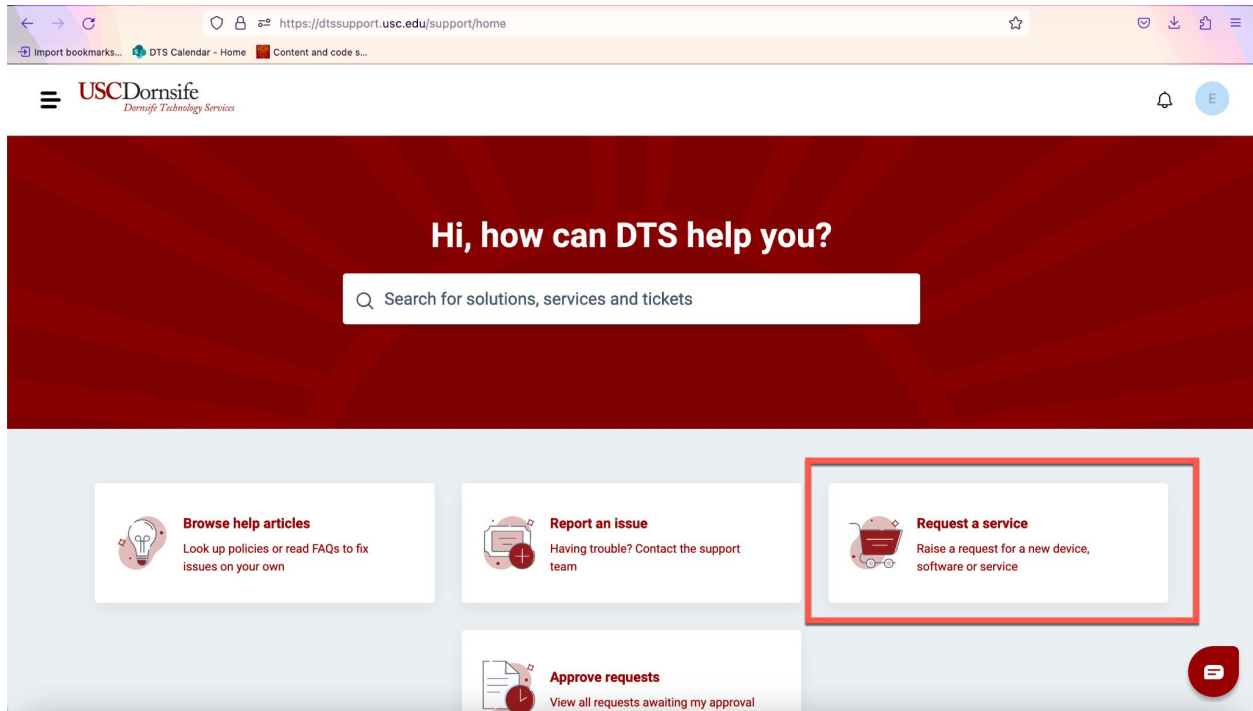 https://dtssupport.usc.edu/support/home
Import bookmarks... DTS Calendar - Home Content and code s...
USCDornsife
Dornsife Technology Services
E
Hi, how can DTS help you?
Search for solutions, services and tickets
Browse help articles
Look up policies or read FAQs to fix
issues on your own
Report an issue
Having trouble? Contact the support
team
Request a service
Raise a request for a new device,
software or service
Approve requests
View all requests awaiting my approval